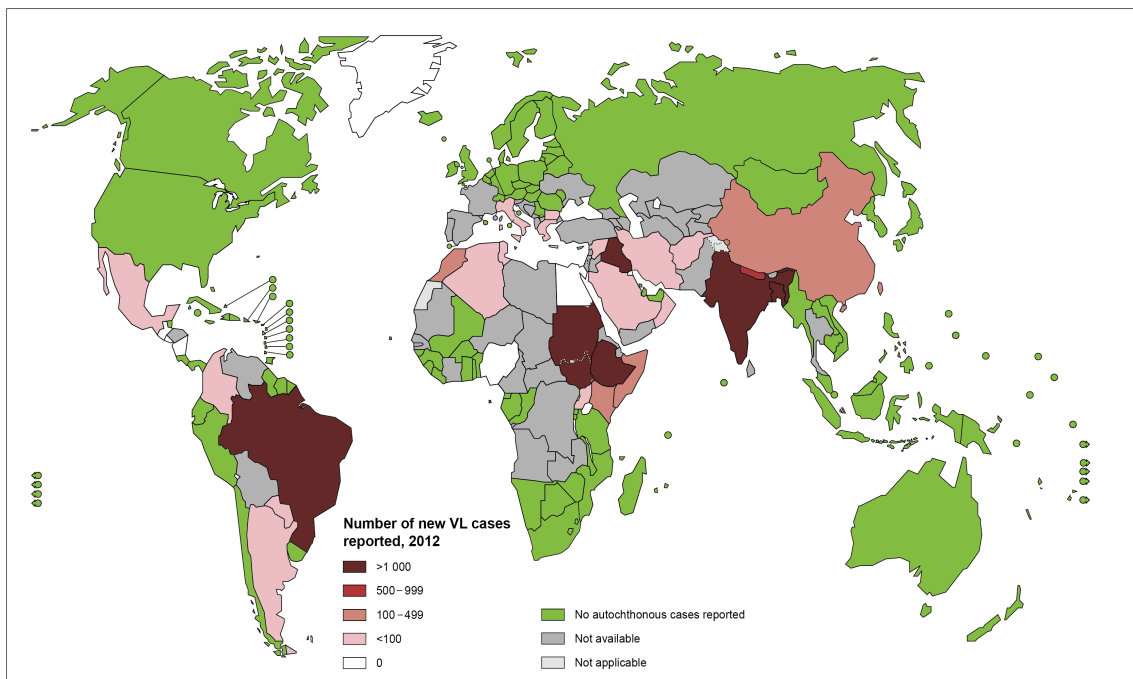 Number of new VL cases
reported, 2012
>1 000
500–999
100–499
<100
0
No autochthonous cases reported
Not available
Not applicable